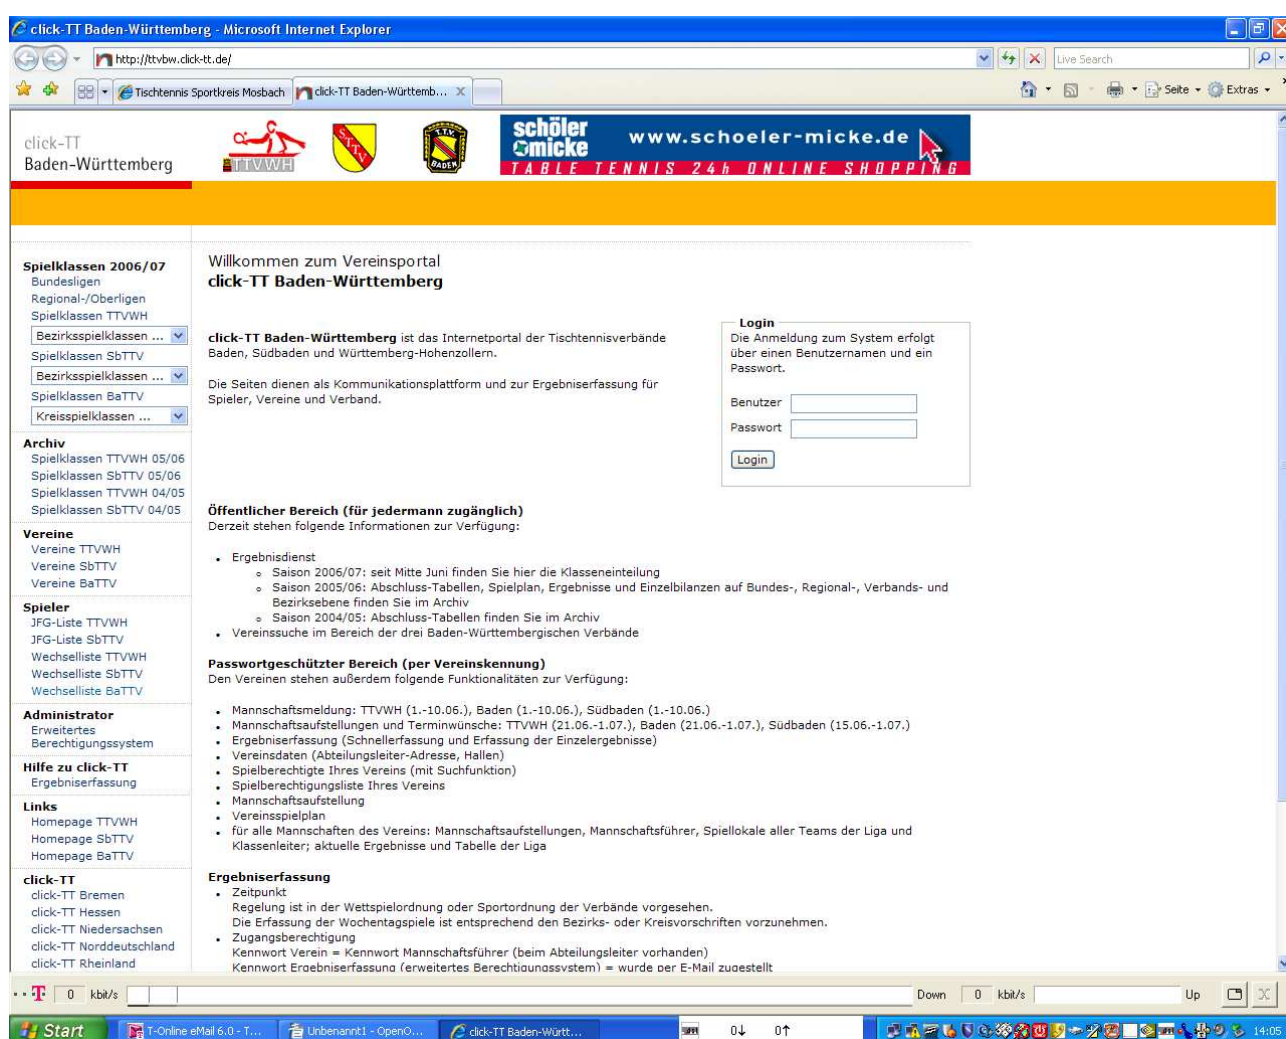 click-TT Baden-Württemberg - Microsoft Internet Explorer
http://ttvbw.click-tt.de/
Live Search
Tischtennis Sportkreis Mosbach
click-TT Baden-Württemb...
Seite
Extras
click-TT
Baden-Württemberg
TTVWH
SbTTV
T.T.V.
BADEN
schöler
micke
www.schoeler-micke.de
TABLE TENNIS 24h ONLINE SHOPPING
Spielklassen 2006/07
Bundesligen
Regional-/Oberligen
Spielklassen TTVWH
Bezirksspielklassen ...
Spielklassen SbTTV
Bezirksspielklassen ...
Spielklassen BaTTV
Kreisspielklassen ...
Archiv
Spielklassen TTVWH 05/06
Spielklassen SbTTV 05/06
Spielklassen TTVWH 04/05
Spielklassen SbTTV 04/05
Vereine
Vereine TTVWH
Vereine SbTTV
Vereine BaTTV
Spieler
JFG-Liste TTVWH
JFG-Liste SbTTV
Wechselliste TTVWH
Wechselliste SbTTV
Wechselliste BaTTV
Administrator
Erweitertes
Berechtigungssystem
Hilfe zu click-TT
Ergebniserfassung
Links
Homepage TTVWH
Homepage SbTTV
Homepage BaTTV
click-TT
click-TT Bremen
click-TT Hessen
click-TT Niedersachsen
click-TT Norddeutschland
click-TT Rheinland
Willkommen zum Vereinsportal
click-TT Baden-Württemberg
click-TT Baden-Württemberg ist das Internetportal der Tischtennisverbände
Baden, Südbaden und Württemberg-Hohenzollern.
Die Seiten dienen als Kommunikationsplattform und zur Ergebniserfassung für
Spieler, Vereine und Verband.
Login
Die Anmeldung zum System erfolgt
über einen Benutzernamen und ein
Passwort.
Benutzer
Passwort
Login
Öffentlicher Bereich (für jedermann zugänglich)
Derzeit stehen folgende Informationen zur Verfügung:
Ergebnisdienst
Saison 2006/07: seit Mitte Juni finden Sie hier die Klasseneinteilung
Saison 2005/06: Abschluss-Tabellen, Spielplan, Ergebnisse und Einzelbilanzen auf Bundes-, Regional-, Verbands- und
Bezirksebene finden Sie im Archiv
Saison 2004/05: Abschluss-Tabellen finden Sie im Archiv
Vereinssuche im Bereich der drei Baden-Württembergischen Verbände
Passwortgeschützter Bereich (per Vereinskennung)
Den Vereinen stehen außerdem folgende Funktionalitäten zur Verfügung:
Mannschaftsmeldung: TTVWH (1.-10.06.), Baden (1.-10.06.), Südbaden (1.-10.06.)
Mannschaftsaufstellungen und Terminwünsche: TTVWH (21.06.-1.07.), Baden (21.06.-1.07.), Südbaden (15.06.-1.07.)
Ergebniserfassung (Schnellerfassung und Erfassung der Einzelergebnisse)
Vereinsdaten (Abteilungsleiter-Adresse, Hallen)
Spielberechtigte Ihres Vereins (mit Suchfunktion)
Spielberechtigungsliste Ihres Vereins
Mannschaftsaufstellung
Vereinsspielplan
für alle Mannschaften des Vereins: Mannschaftsaufstellungen, Mannschaftsführer, Spiellokale aller Teams der Liga und
Klassenleiter; aktuelle Ergebnisse und Tabelle der Liga
Ergebniserfassung
Zeitpunkt
Regelung ist in der Wettspielordnung oder Sportordnung der Verbände vorgesehen.
Die Erfassung der Wochentagspiele ist entsprechend den Bezirks- oder Kreisvorschriften vorzunehmen.
Zugangsberechtigung
Kennwort Verein = Kennwort Mannschaftsführer (beim Abteilungsleiter vorhanden)
Kennwort Ergebniserfassung (erweitertes Berechtigungssystem) = wurde per E-Mail zugestellt
T 0 kbit/s Down 0 kbit/s Up
Start
T-Online eMail 6.0 - T...
Unbenannt1 - OpenO...
click-TT Baden-Württ...
0↓ 0↑
14:05